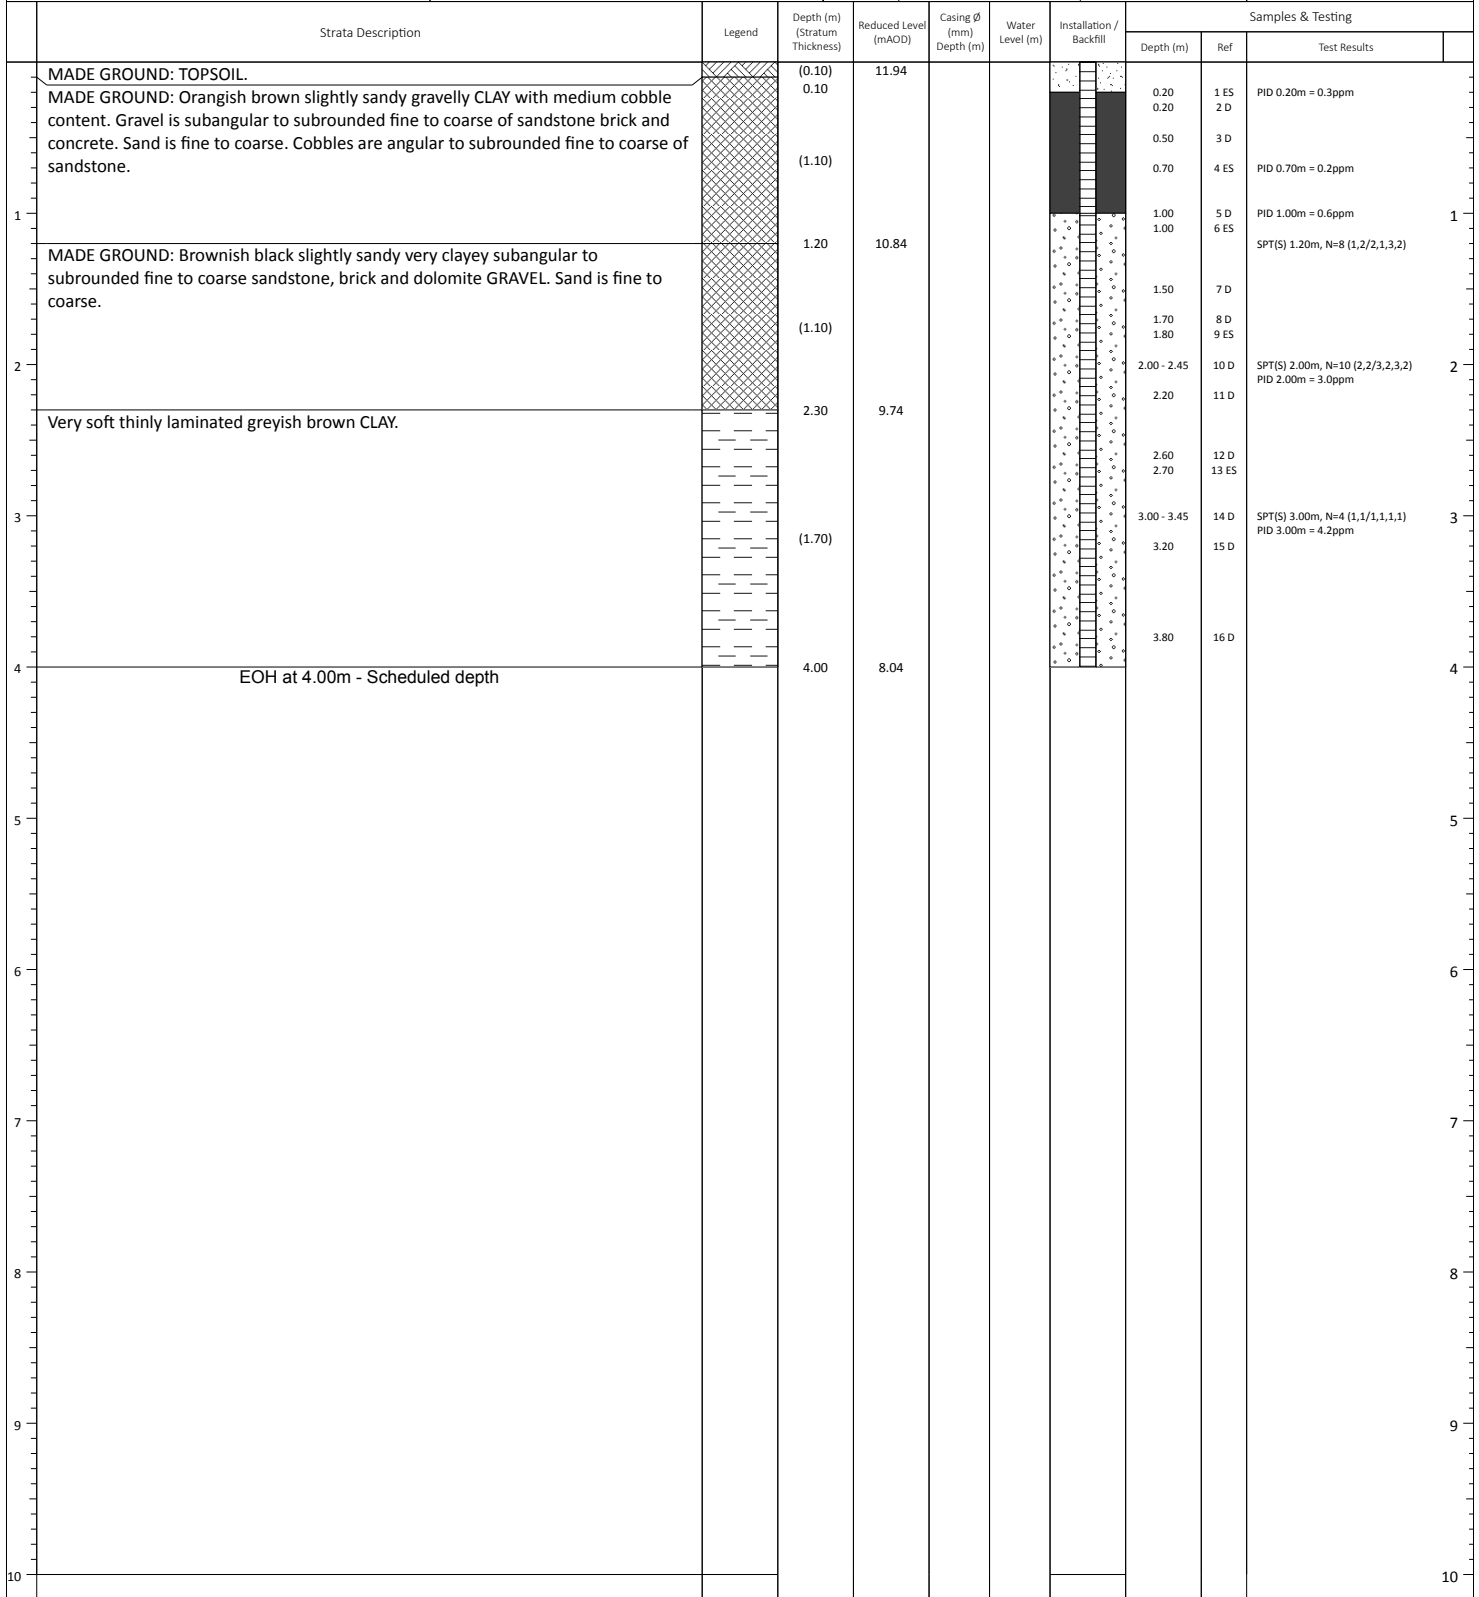 Strata Description
Legend
Depth (m)
(Stratum
Thickness)
Reduced Level
(mAOD)
Casing Ø
(mm)
Depth (m)
Water
Level (m)
Installation /
Backfill
Samples & Testing
Depth (m) Ref Test Results
MADE GROUND: TOPSOIL.
(0.10) 11.94
0.10
MADE GROUND: Orangish brown slightly sandy gravelly CLAY with medium cobble
content. Gravel is subangular to subrounded fine to coarse of sandstone brick and
concrete. Sand is fine to coarse. Cobbles are angular to subrounded fine to coarse of
sandstone.
(1.10)
0.20 1 ES PID 0.20m = 0.3ppm
0.20 2 D
0.50 3 D
0.70 4 ES PID 0.70m = 0.2ppm
1 1.00 5 D PID 1.00m = 0.6ppm 1
1.00 6 ES
1.20 10.84 SPT(S) 1.20m, N=8 (1,2/2,1,3,2)
MADE GROUND: Brownish black slightly sandy very clayey subangular to
subrounded fine to coarse sandstone, brick and dolomite GRAVEL. Sand is fine to
coarse.
(1.10)
1.50 7 D
1.70 8 D
1.80 9 ES
2 2.00 - 2.45 10 D SPT(S) 2.00m, N=10 (2,2/3,2,3,2) 2
PID 2.00m = 3.0ppm
2.20 11 D
2.30 9.74
Very soft thinly laminated greyish brown CLAY.
2.60 12 D
2.70 13 ES
3 3.00 - 3.45 14 D SPT(S) 3.00m, N=4 (1,1/1,1,1,1) 3
PID 3.00m = 4.2ppm
(1.70)
3.20 15 D
3.80 16 D
4 4.00 8.04 4
EOH at 4.00m - Scheduled depth
5 5
6 6
7 7
8 8
9 9
10 10